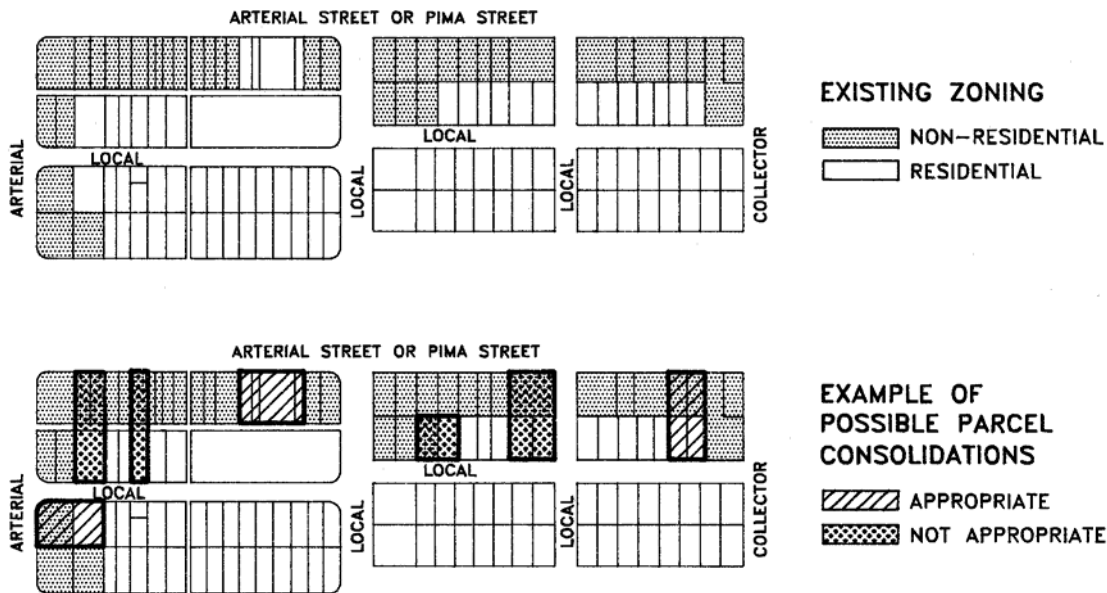 ARTERIAL STREET OR PIMA STREET
EXISTING ZONING
NON-RESIDENTIAL
RESIDENTIAL
ARTERIAL
LOCAL
LOCAL
LOCAL
LOCAL
COLLECTOR
ARTERIAL STREET OR PIMA STREET
EXAMPLE OF
POSSIBLE PARCEL
CONSOLIDATIONS
APPROPRIATE
NOT APPROPRIATE
ARTERIAL
LOCAL
LOCAL
LOCAL
LOCAL
COLLECTOR